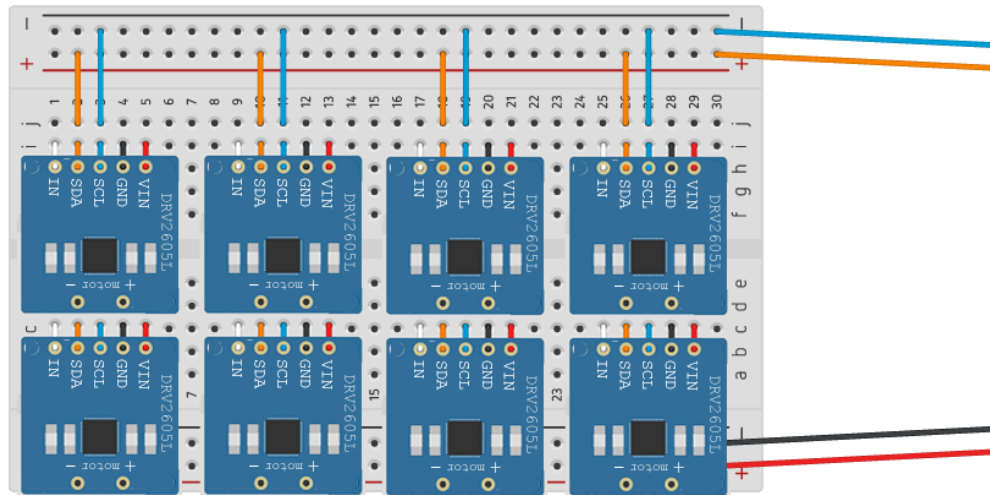 −
+ +
1 2 3 4 5 6 7 8 9 10 11 12 13 14 15 16 17 18 19 20 21 22 23 24 25 26 27 28 29 30
j j
i i
h
IN SDA SCL GND VIN IN SDA SCL GND VIN IN SDA SCL GND VIN IN SDA SCL GND VIN
g
f
DRV2605L DRV2605L DRV2605L DRV2605L
− motor + − motor + − motor + − motor +
e
d
c c
b
IN SDA SCL GND VIN IN SDA SCL GND VIN IN SDA SCL GND VIN IN SDA SCL GND VIN
a
DRV2605L DRV2605L DRV2605L DRV2605L
7 15 23
− motor + − motor + − motor + − motor +
+